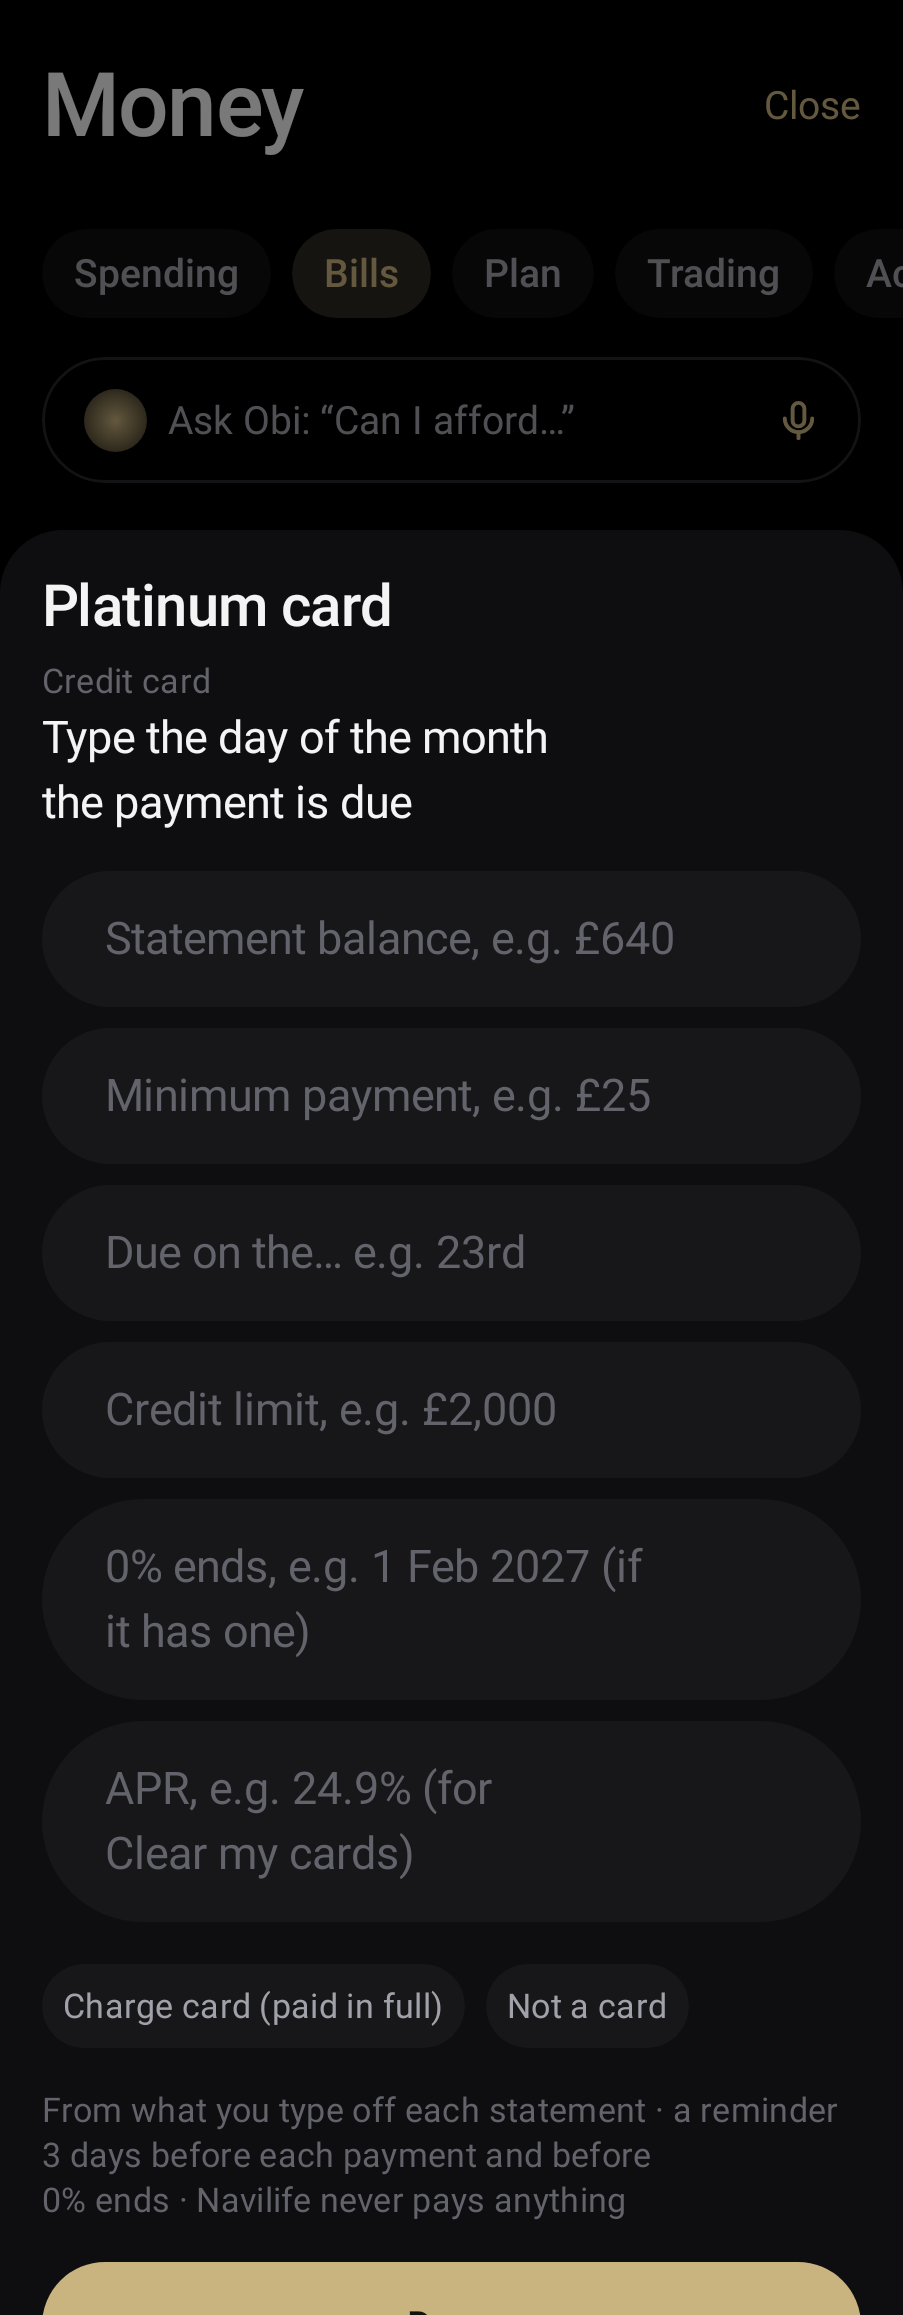 Money
Close
Spending
Bills
Plan
Trading
Ask Obi: “Can I afford…”
Platinum card
Credit card
Type the day of the month
the payment is due
Statement balance, e.g. £640
Minimum payment, e.g. £25
Due on the… e.g. 23rd
Credit limit, e.g. £2,000
0% ends, e.g. 1 Feb 2027 (if
it has one)
APR, e.g. 24.9% (for
Clear my cards)
Charge card (paid in full)
Not a card
From what you type off each statement · a reminder
3 days before each payment and before
0% ends · Navilife never pays anything